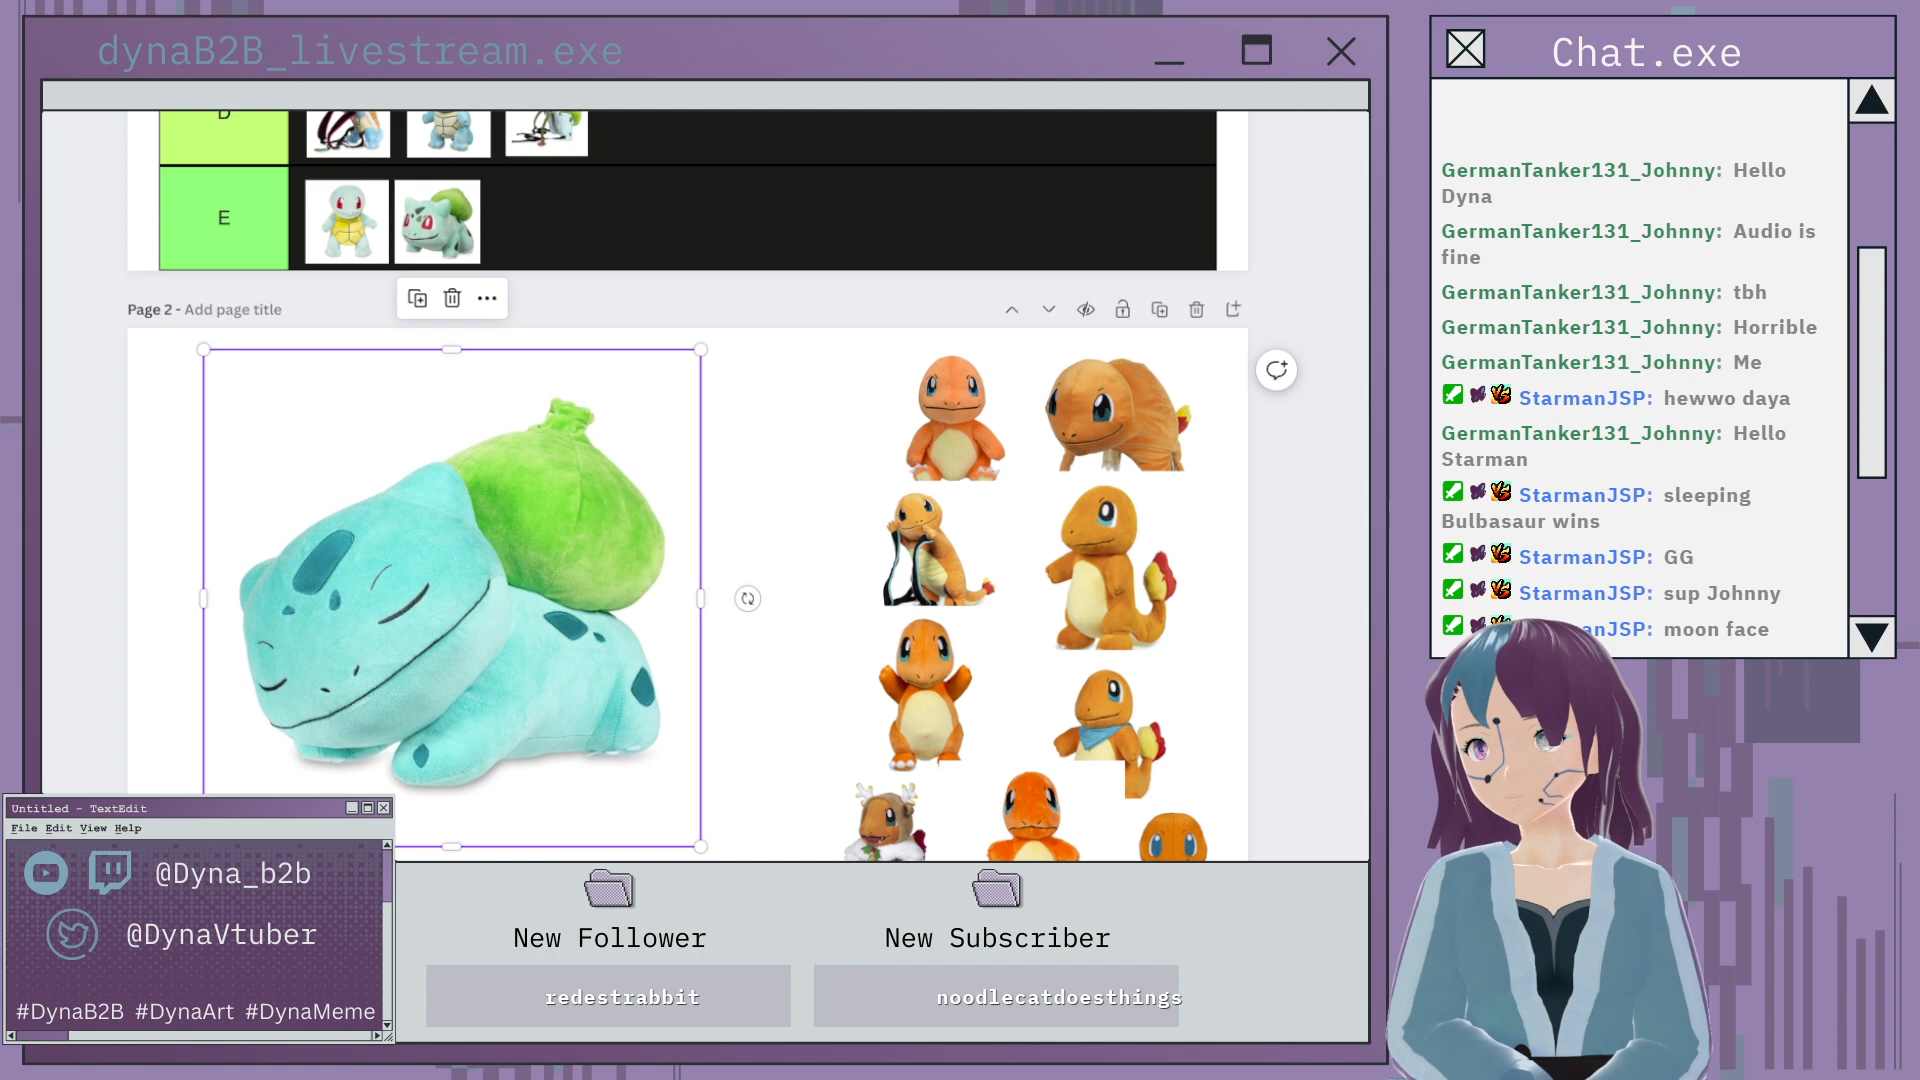 dynaB2B_livestream.exe
Chat.exe
D
E
Page 2 - Add page title
GermanTanker131_Johnny: Hello
Dyna
GermanTanker131_Johnny: Audio is
fine
GermanTanker131_Johnny: tbh
GermanTanker131_Johnny: Horrible
GermanTanker131_Johnny: Me
StarmanJSP: hewwo daya
GermanTanker131_Johnny: Hello
Starman
StarmanJSP: sleeping
Bulbasaur wins
StarmanJSP: GG
StarmanJSP: sup Johnny
anJSP: moon face
Untitled - TextEdit
File Edit View Help
@Dyna_b2b
@DynaVtuber
#DynaB2B #DynaArt #DynaMeme
New Follower
redestrabbit
New Subscriber
noodlecatdoesthings